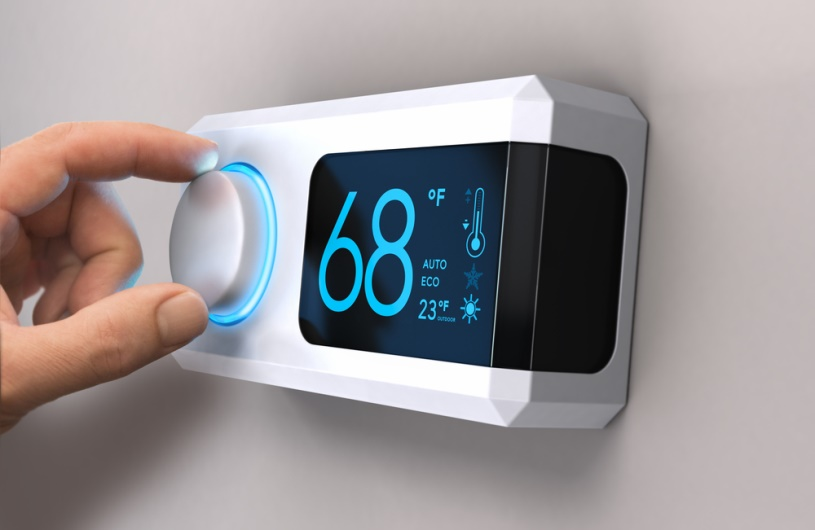 68 °F
AUTO
ECO
23 °F
OUTDOOR